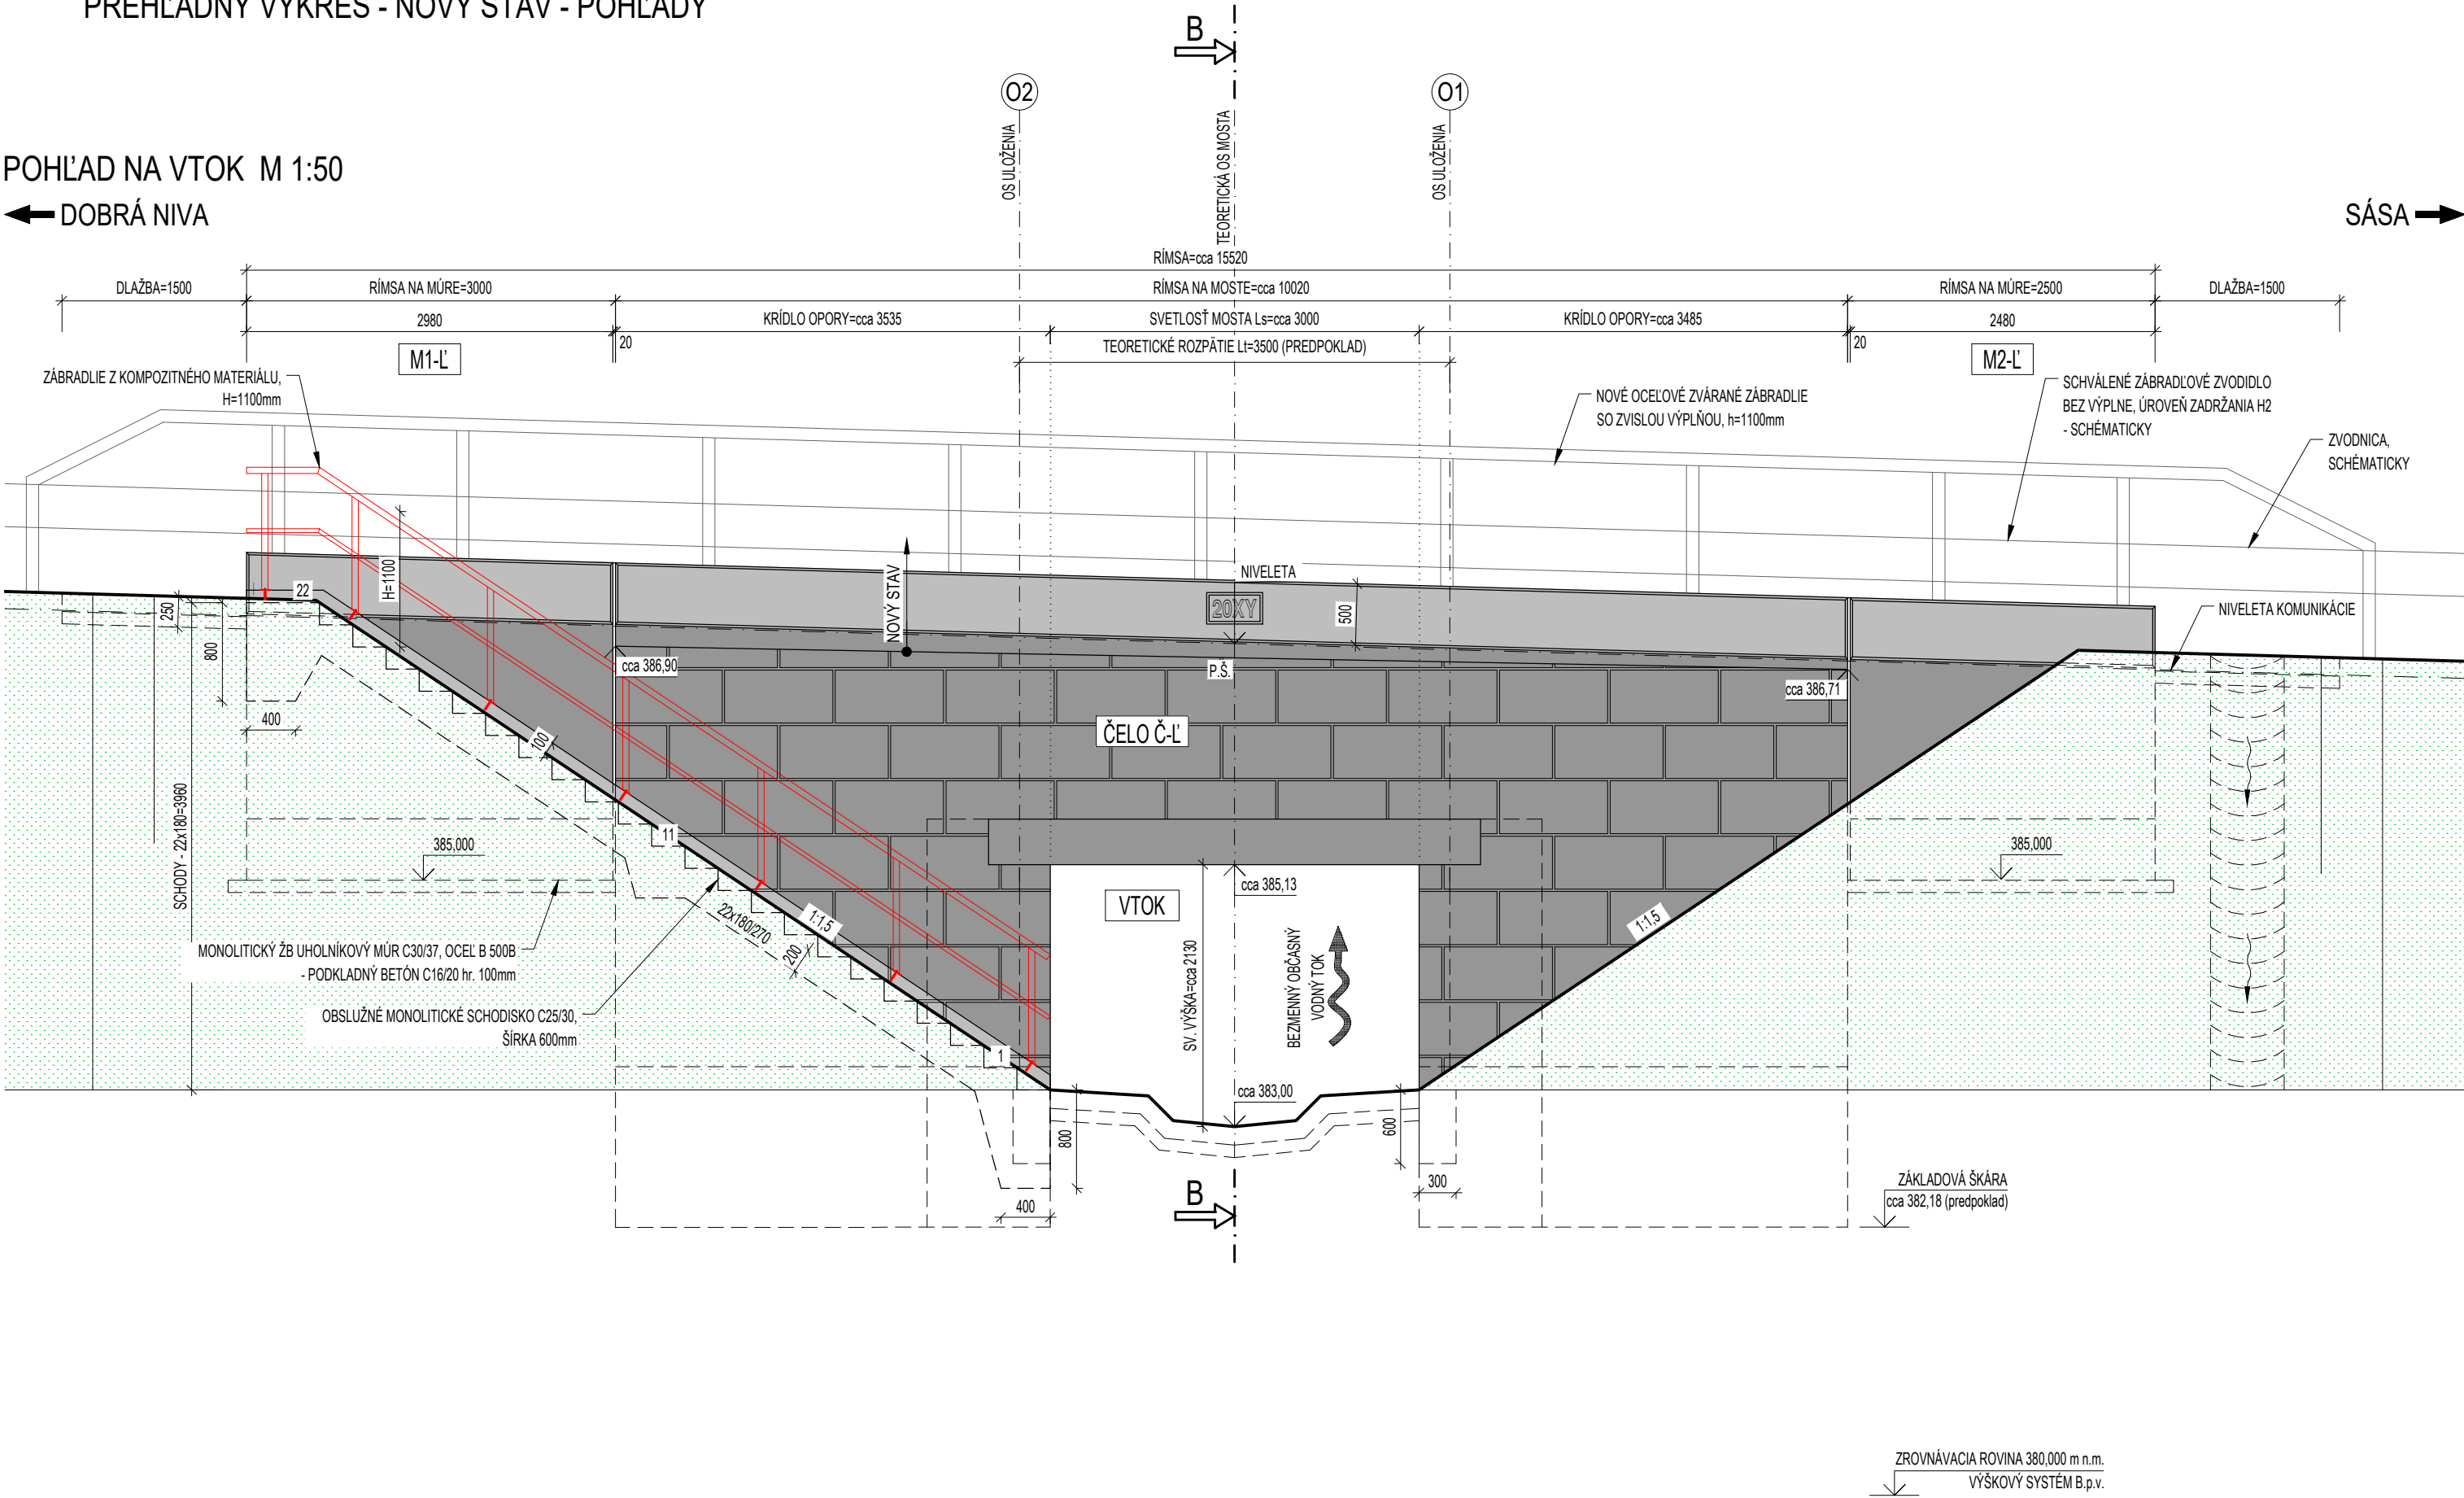 PREHĽADNÝ VÝKRES - NOVÝ STAV - POHĽADY
B
O2
O1
OS ULOŽENIA
TEORETICKÁ OS MOSTA
OS ULOŽENIA
POHĽAD NA VTOK M 1:50
DOBRÁ NIVA
SÁSA
RÍMSA=cca 15520
DLAŽBA=1500
RÍMSA NA MÚRE=3000
RÍMSA NA MOSTE=cca 10020
RÍMSA NA MÚRE=2500
DLAŽBA=1500
2980
20
KRÍDLO OPORY=cca 3535
SVETLOSŤ MOSTA Ls=cca 3000
KRÍDLO OPORY=cca 3485
20
2480
TEORETICKÉ ROZPÄTIE Lt=3500 (PREDPOKLAD)
M1-Ľ
M2-Ľ
ZÁBRADLIE Z KOMPOZITNÉHO MATERIÁLU,
H=1100mm
NOVÉ OCEĽOVÉ ZVÁRANÉ ZÁBRADLIE
SO ZVISLOU VÝPLŇOU, h=1100mm
SCHVÁLENÉ ZÁBRADĽOVÉ ZVODIDLO
BEZ VÝPLNE, ÚROVEŇ ZADRŽANIA H2
- SCHÉMATICKY
ZVODNICA,
SCHÉMATICKY
H=1100
22
250
800
400
NOVÝ STAV
NIVELETA
20XY
500
P.Š.
NIVELETA KOMUNIKÁCIE
cca 386,90
cca 386,71
ČELO Č-Ľ
100
SCHODY - 22x180=3960
11
385,000
385,000
cca 385,13
VTOK
22x180/270
1:1,5
200
1:1,5
SV. VÝŠKA=cca 2130
BEZMENNÝ OBČASNÝ
VODNÝ TOK
MONOLITICKÝ ŽB UHOLNÍKOVÝ MÚR C30/37, OCEĽ B 500B
- PODKLADNÝ BETÓN C16/20 hr. 100mm
OBSLUŽNÉ MONOLITICKÉ SCHODISKO C25/30,
ŠÍRKA 600mm
1
cca 383,00
800
600
400
300
B
ZÁKLADOVÁ ŠKÁRA
cca 382,18 (predpoklad)
ZROVNÁVACIA ROVINA 380,000 m n.m.
VÝŠKOVÝ SYSTÉM B.p.v.